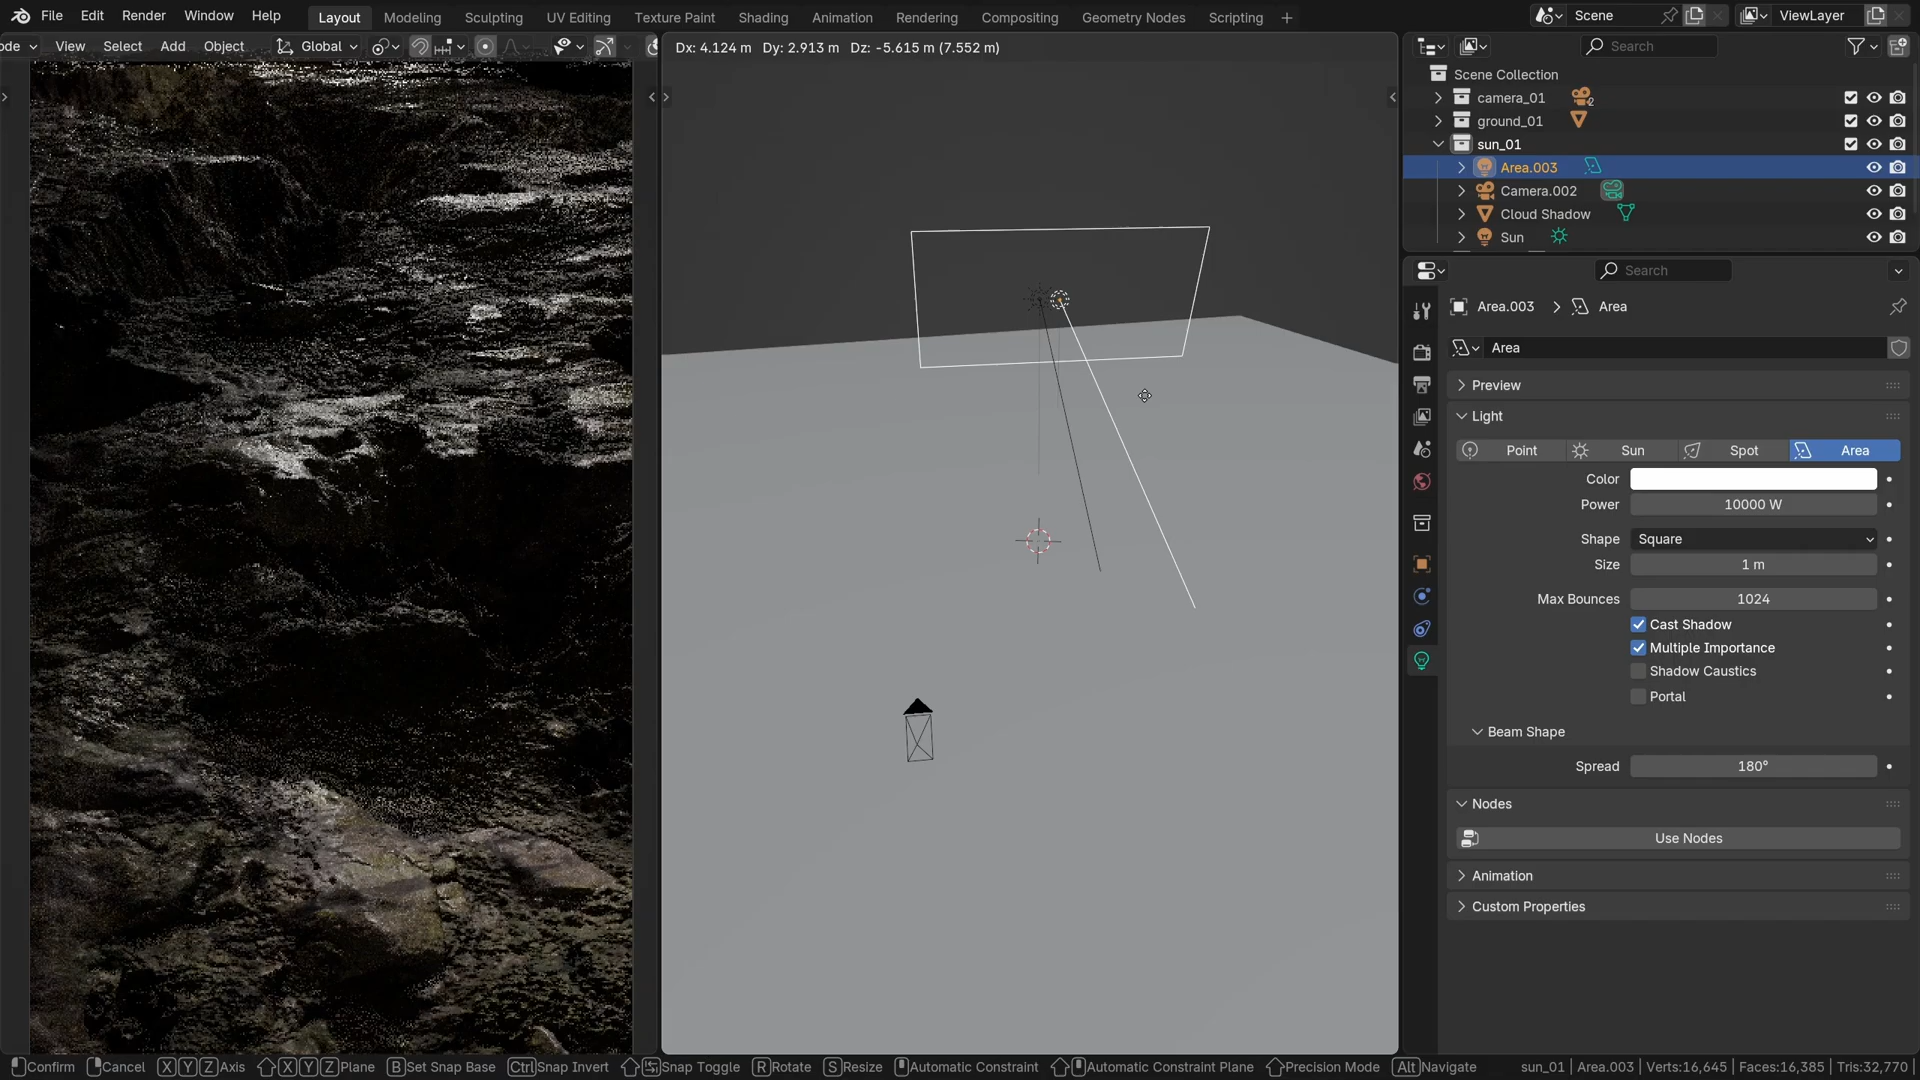 File Edit Render Window Help Layout Modeling Sculpting UV Editing Texture Paint Shading Animation Rendering Compositing Geometry Nodes Scripting Scene ViewLayer
ode View Select Add Object Global
Dx: 4.124 m Dy: 2.913 m Dz: -5.615 m (7.552 m)
Search
Scene Collection
camera_01 2
ground_01
sun_01
Area.003
Camera.002
Cloud Shadow
Sun
Search
Area.003 Area
Area
Preview
Light
Point Sun Spot Area
Color
Power 10000 W
Shape Square
Size 1 m
Max Bounces 1024
Cast Shadow
Multiple Importance
Shadow Caustics
Portal
Beam Shape
Spread 180°
Nodes
Use Nodes
Animation
Custom Properties
Confirm Cancel X Y Z Axis X Y Z Plane B Set Snap Base Ctrl Snap Invert Snap Toggle R Rotate S Resize Automatic Constraint Automatic Constraint Plane Precision Mode Alt Navigate sun_01 | Area.003 | Verts:16,645 | Faces:16,385 | Tris:32,770